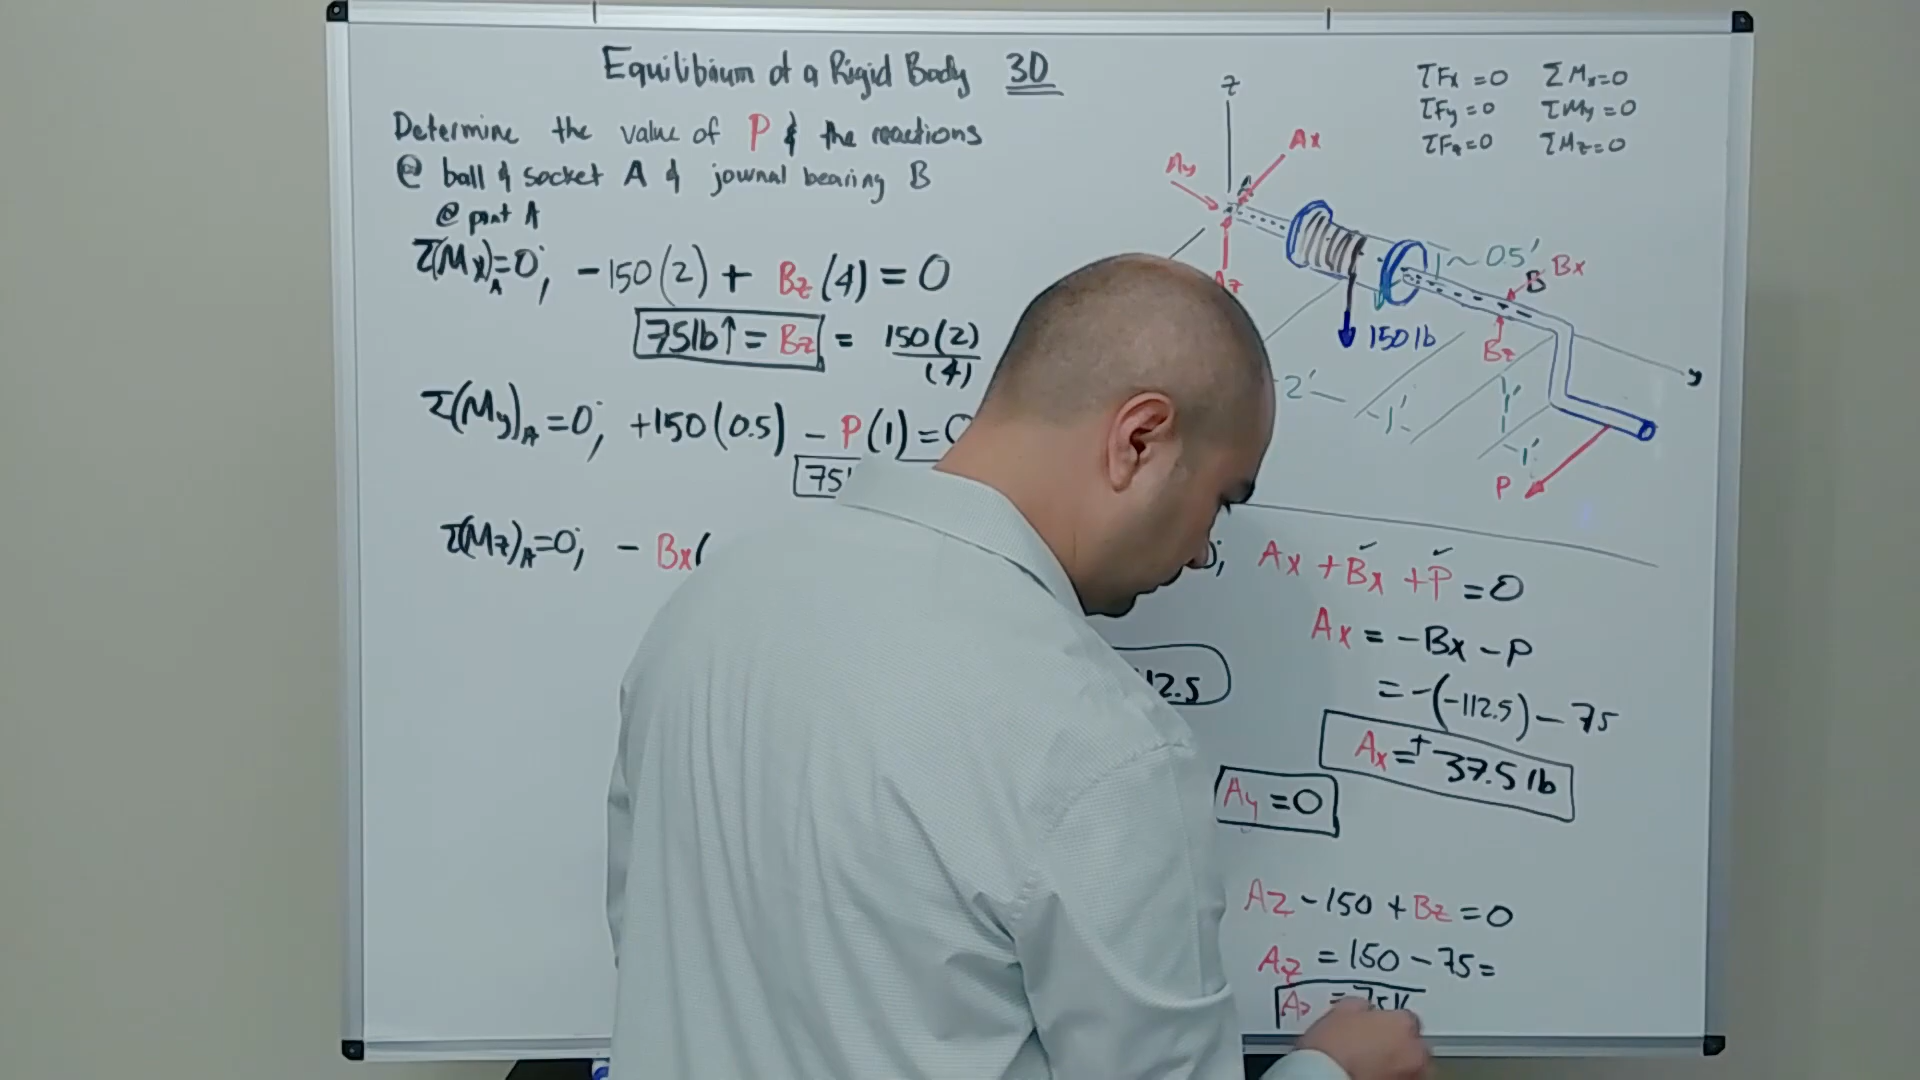 Equilibium of a Rigid Body 3D
Determine the value of P & the reactions
@ ball & socket A & journal bearing B
@ point A
Σ(Mx)A=0; -150(2) + Bz(4) = 0
75lb↑ = Bz = 150(2)
(4)
Σ(My)A=0; +150(0.5) - P(1)=0
75
Σ(Mz)A=0; - Bx(
ΣFx=0 ΣMx=0
ΣFy=0 ΣMy=0
ΣFz=0 ΣMz=0
z
Ay
Ax
A
Az
~0.5'
B
Bx
150 lb
Bz
y
2'
1'
1'
1'
P
Ax + Bx + P = 0
Ax = -Bx - P
= -(-112.5) - 75
12.5
Ax = + 37.5 lb
Ay = 0
Az - 150 + Bz = 0
Az = 150 - 75 =
Az = 75 lb